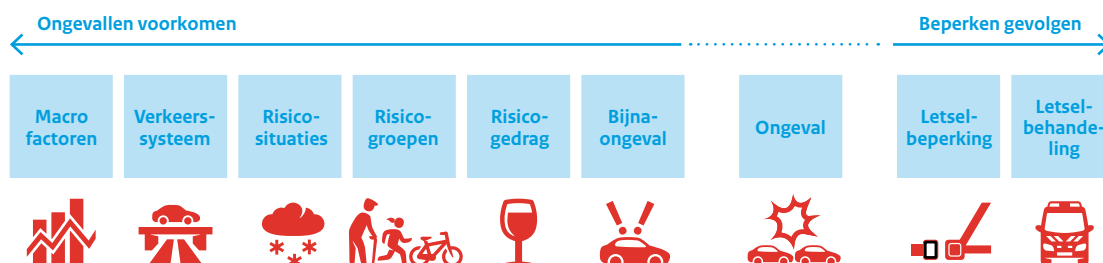 Ongevallen voorkomen
Beperken gevolgen
Macro
factoren
Verkeers-
systeem
Risico-
situaties
Risico-
groepen
Risico-
gedrag
Bijna-
ongeval
Ongeval
Letsel-
beperking
Letsel-
behande-
ling